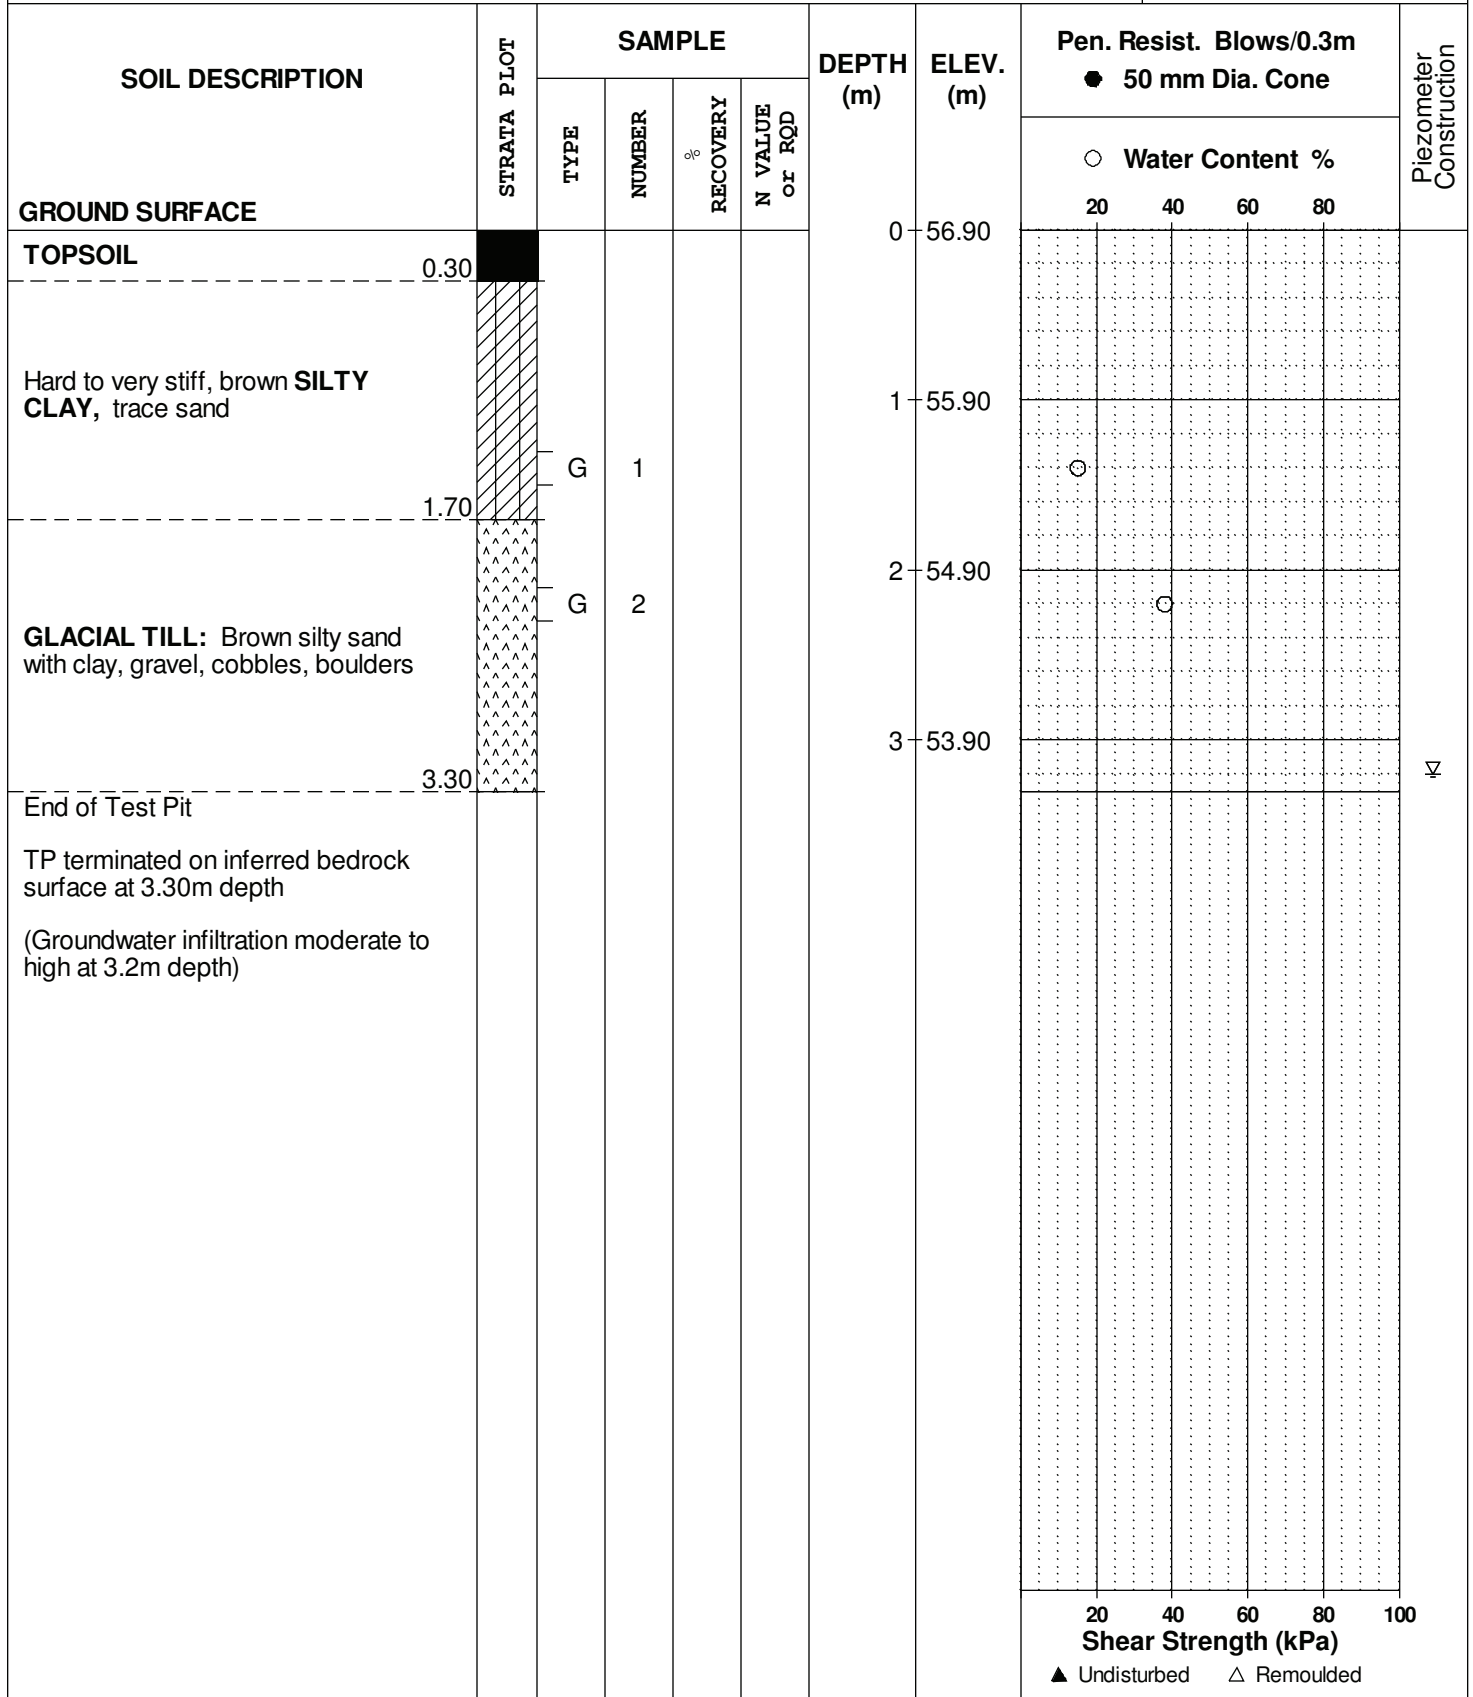 SOIL DESCRIPTION
GROUND SURFACE
STRATA PLOT
SAMPLE
TYPE
NUMBER
%
RECOVERY
N VALUE
or RQD
DEPTH
(m)
ELEV.
(m)
Pen. Resist. Blows/0.3m
50 mm Dia. Cone
Water Content %
20 40 60 80
Piezometer
Construction
0 56.90
TOPSOIL
0.30
Hard to very stiff, brown SILTY
CLAY, trace sand
1 55.90
G 1
1.70
2 54.90
G 2
GLACIAL TILL: Brown silty sand
with clay, gravel, cobbles, boulders
3 53.90
3.30
End of Test Pit
TP terminated on inferred bedrock
surface at 3.30m depth
(Groundwater infiltration moderate to
high at 3.2m depth)
20 40 60 80 100
Shear Strength (kPa)
Undisturbed Remoulded